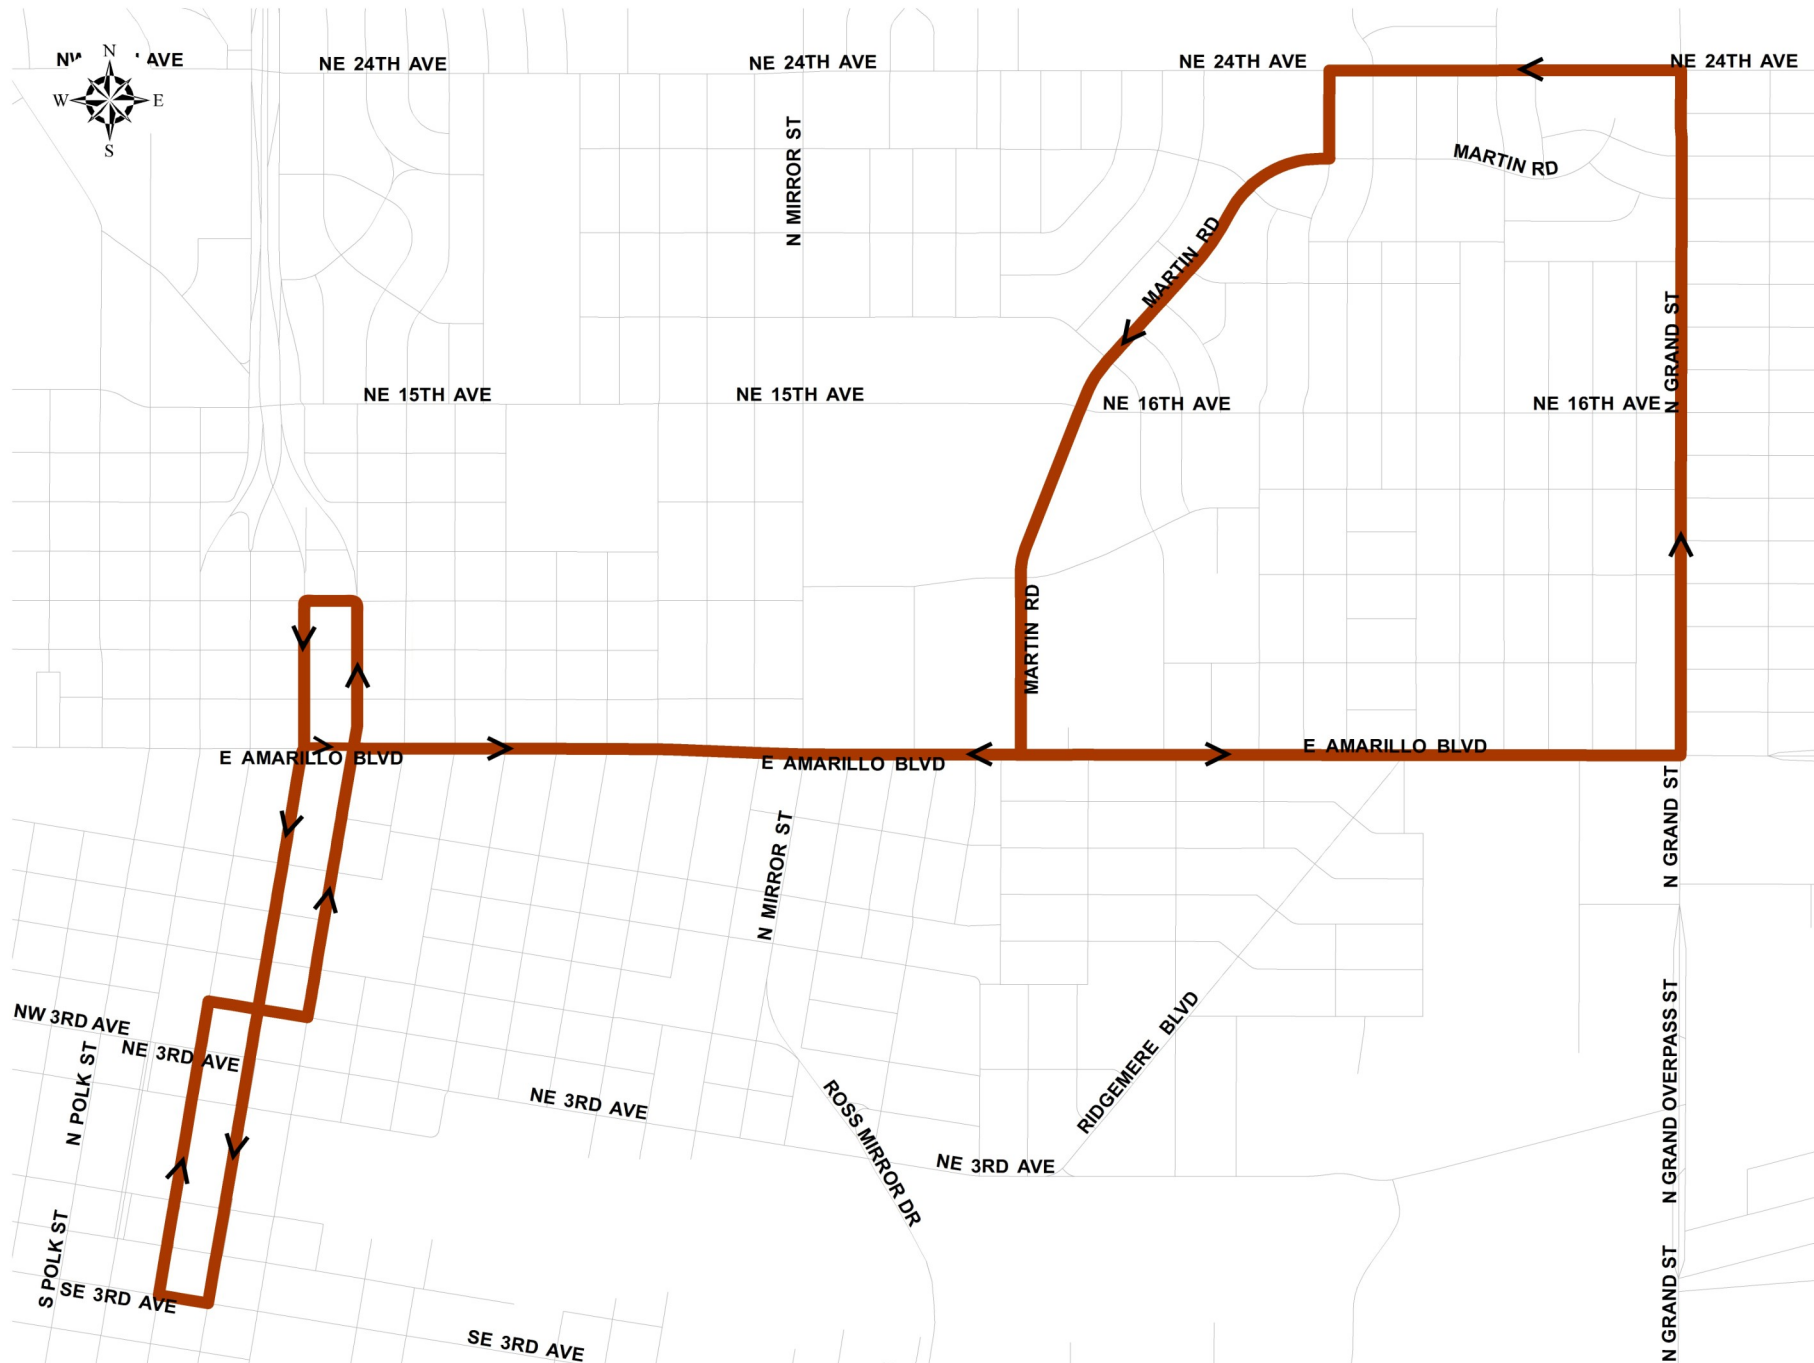 N
W E
S
NW AVE
NE 24TH AVE
NE 24TH AVE
NE 24TH AVE
NE 24TH AVE
N MIRROR ST
MARTIN RD
MARTIN RD
N GRAND ST
NE 15TH AVE
NE 15TH AVE
NE 16TH AVE
NE 16TH AVE
MARTIN RD
E AMARILLO BLVD
E AMARILLO BLVD
E AMARILLO BLVD
N GRAND ST
N MIRROR ST
NW 3RD AVE
NE 3RD AVE
N POLK ST
NE 3RD AVE
ROSS MIRROR DR
RIDGEMERE BLVD
NE 3RD AVE
N GRAND OVERPASS ST
S POLK ST
SE 3RD AVE
SE 3RD AVE
N GRAND ST